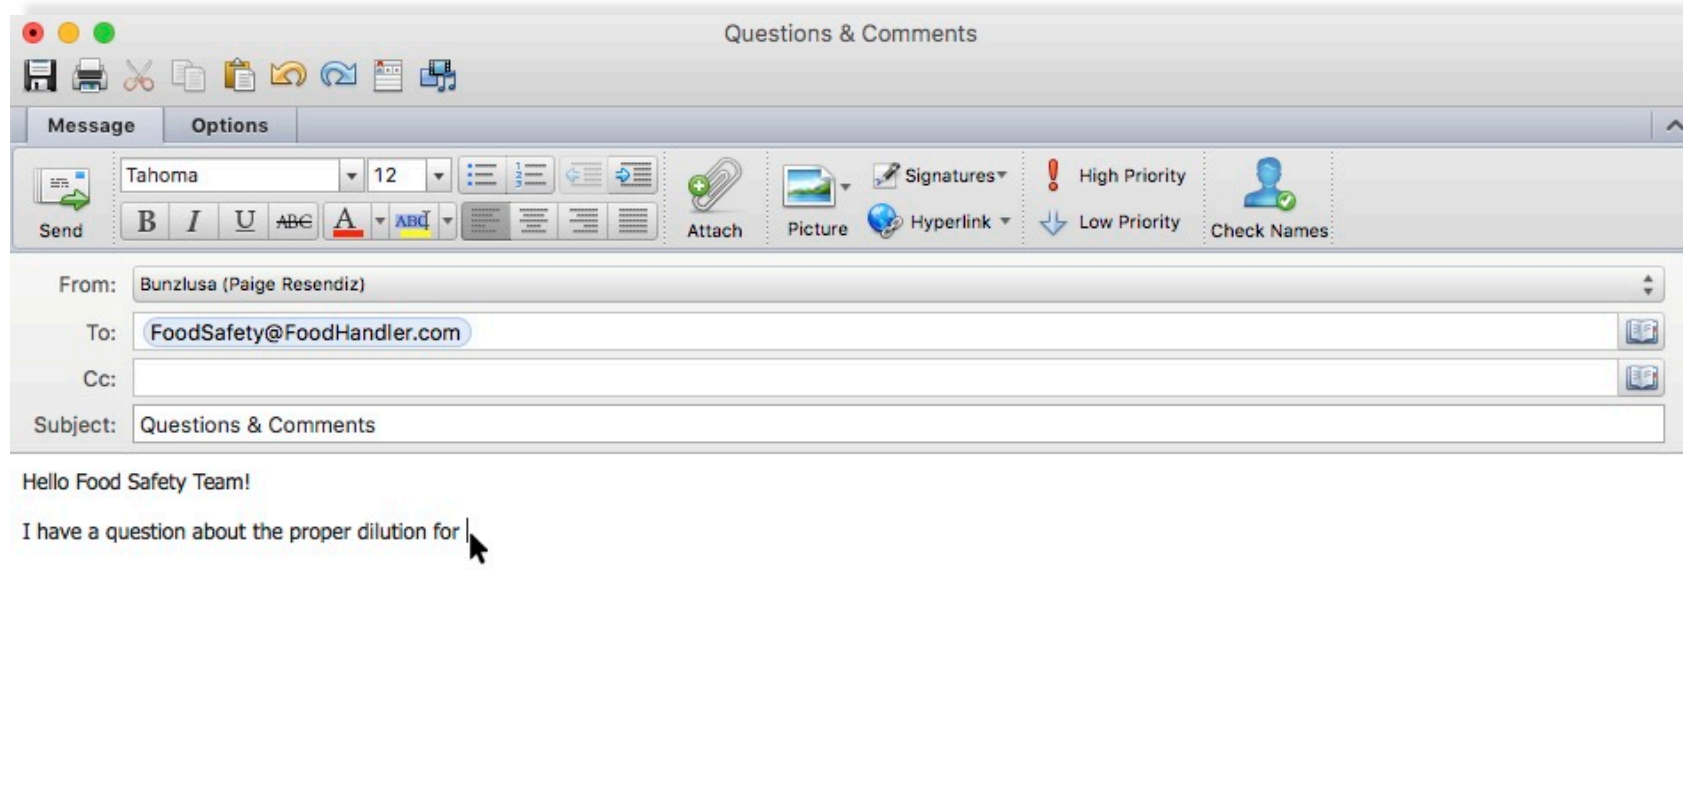 Questions & Comments
Message Options
Tahoma 12 Signatures High Priority
Send B I U ABC A ABC Attach Picture Hyperlink Low Priority Check Names
From: Bunzlusa (Paige Resendiz)
To: FoodSafety@FoodHandler.com
Cc:
Subject: Questions & Comments
Hello Food Safety Team!
I have a question about the proper dilution for